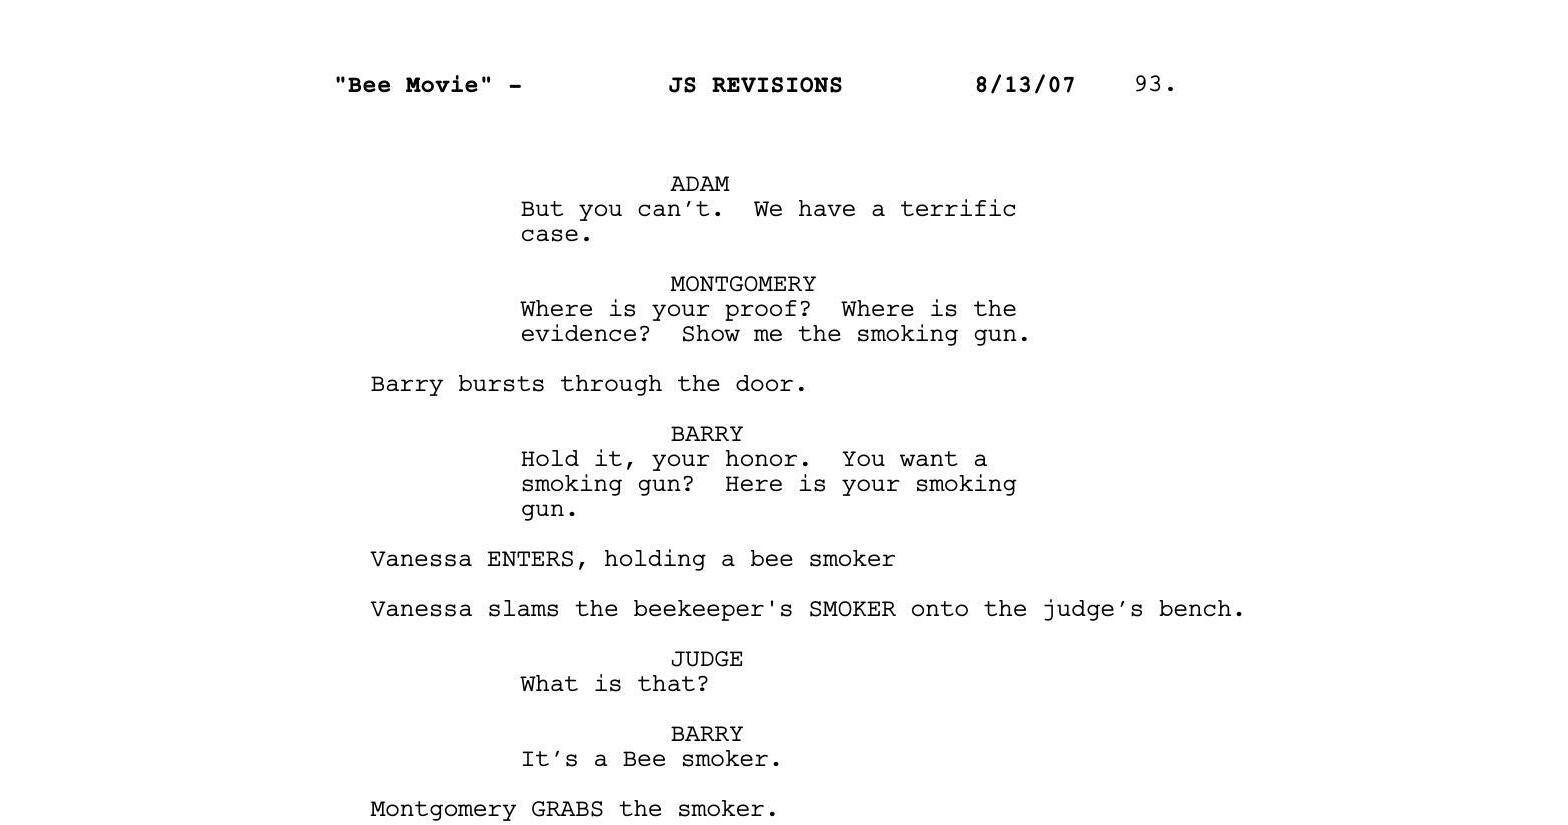 "Bee Movie" - JS REVISIONS 8/13/07 93.
ADAM
But you can’t.  We have a terrific
case.
MONTGOMERY
Where is your proof?  Where is the
evidence?  Show me the smoking gun.
Barry bursts through the door.
BARRY
Hold it, your honor.  You want a
smoking gun?  Here is your smoking
gun.
Vanessa ENTERS, holding a bee smoker
Vanessa slams the beekeeper's SMOKER onto the judge’s bench.
JUDGE
What is that?
BARRY
It’s a Bee smoker.
Montgomery GRABS the smoker.